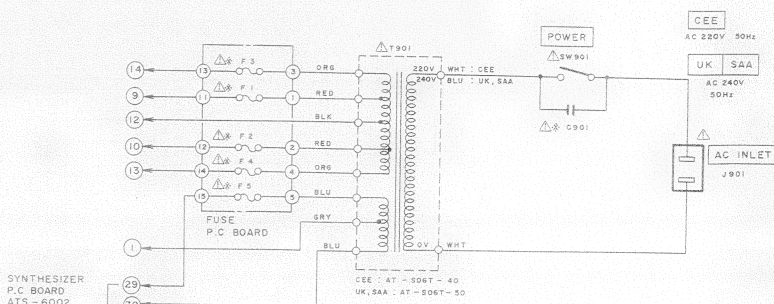 CEE
AC 220V 50Hz
POWER
SW901
UK SAA
AC 240V
50Hz
T901
14 13 F 3 3 ORG
220V WHT : CEE
240V BLU : UK, SAA
9 11 F 1 1 RED
12 BLK
※ C901
10 12 F 2 2 RED
AC INLET
J901
13 14 F 4 4 ORG
15 F 5 5 BLU
FUSE
P.C BOARD
GRY
1 BLU
0V WHT
SYNTHESIZER
P.C BOARD
ATS - 6002
29
CEE : AT - S06T - 40
UK, SAA : AT - S06T - 50